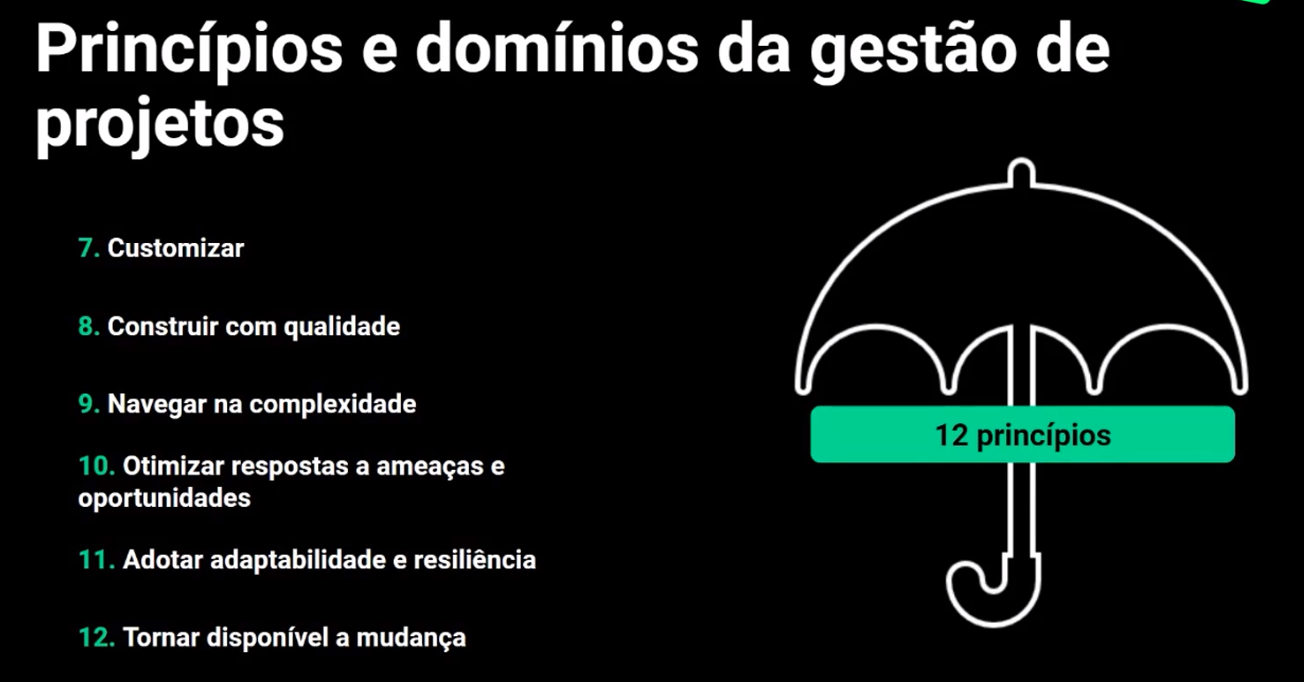 Princípios e domínios da gestão de
projetos
7. Customizar
8. Construir com qualidade
9. Navegar na complexidade
10. Otimizar respostas a ameaças e
oportunidades
11. Adotar adaptabilidade e resiliência
12. Tornar disponível a mudança
12 princípios